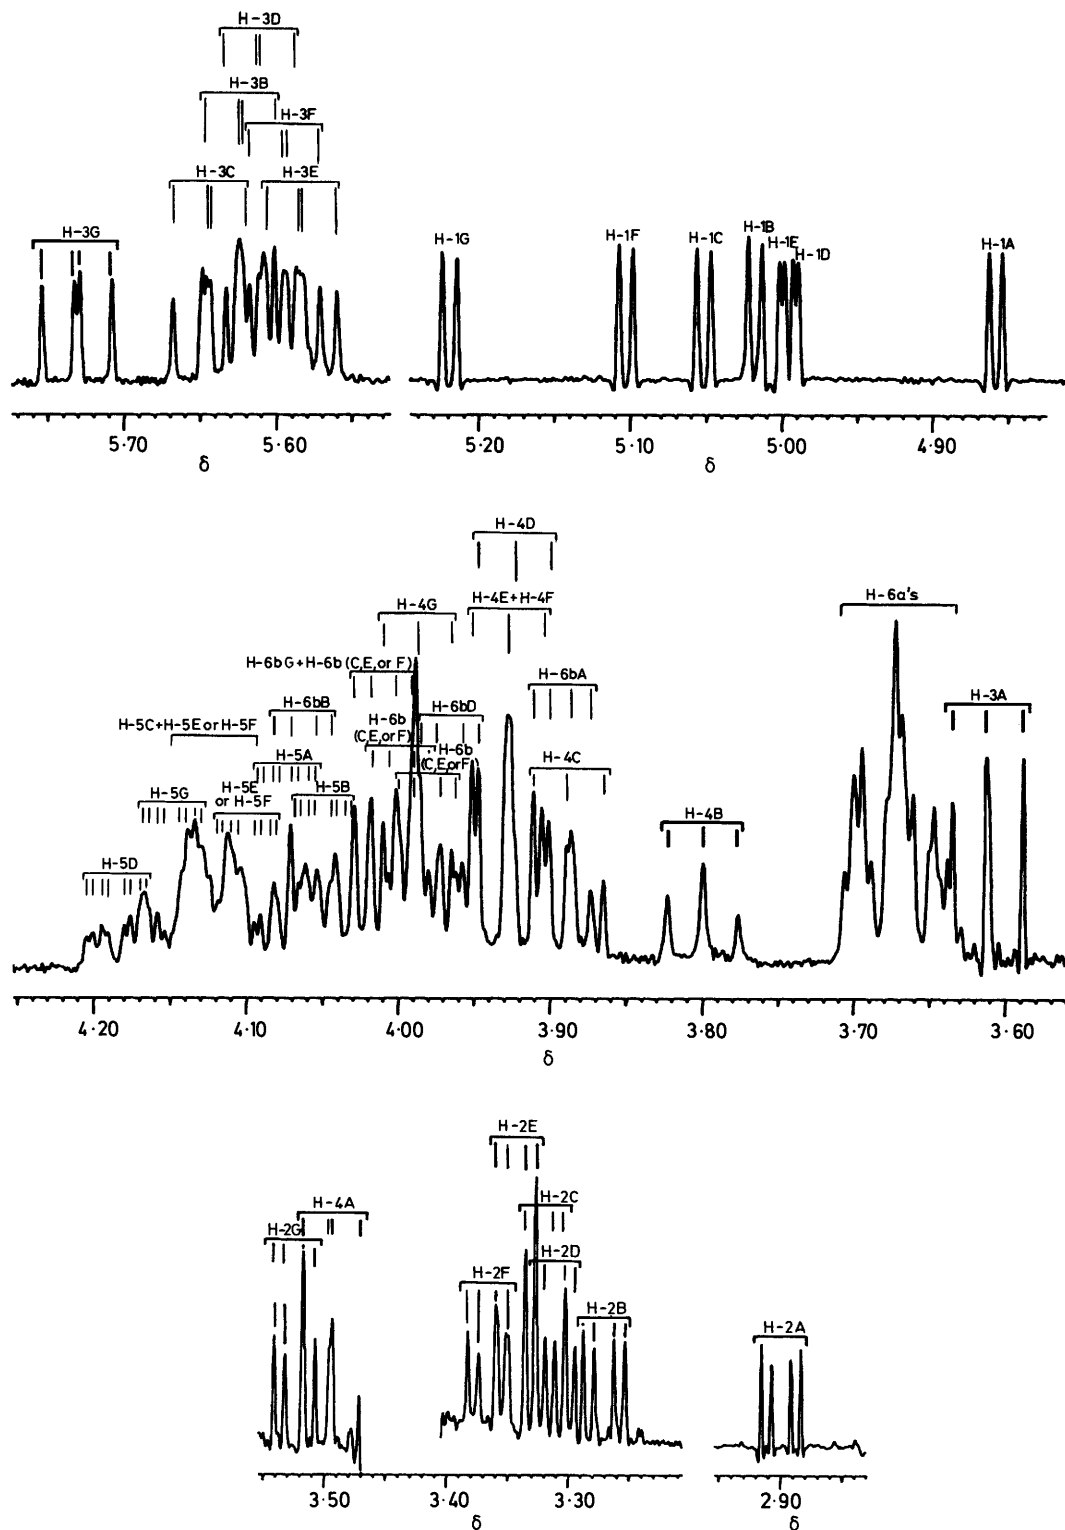 H-3D
H-3B
H-3F
H-3C
H-3E
H-3G
H-1G
H-1F
H-1C
H-1B
H-1E
H-1D
H-1A
5·70
5·60
5·20
5·10
5·00
4·90
δ
δ
H-4D
H-4E+H-4F
H-6a's
H-4G
H-6bG+H-6b (C,E, or F)
H-6bA
H-3A
H-6bB
H-6b
(C,E,or F)
H-6bD
H-5C+H-5E or H-5F
H-6b
(C,E,or F)
H-5A
H-4C
H-5E
or H-5F
H-5B
H-5G
H-4B
H-5D
4·20
4·10
4·00
3·90
3·80
3·70
3·60
δ
H-2E
H-4A
H-2C
H-2G
H-2D
H-2F
H-2B
H-2A
3·50
3·40
3·30
2·90
δ
δ